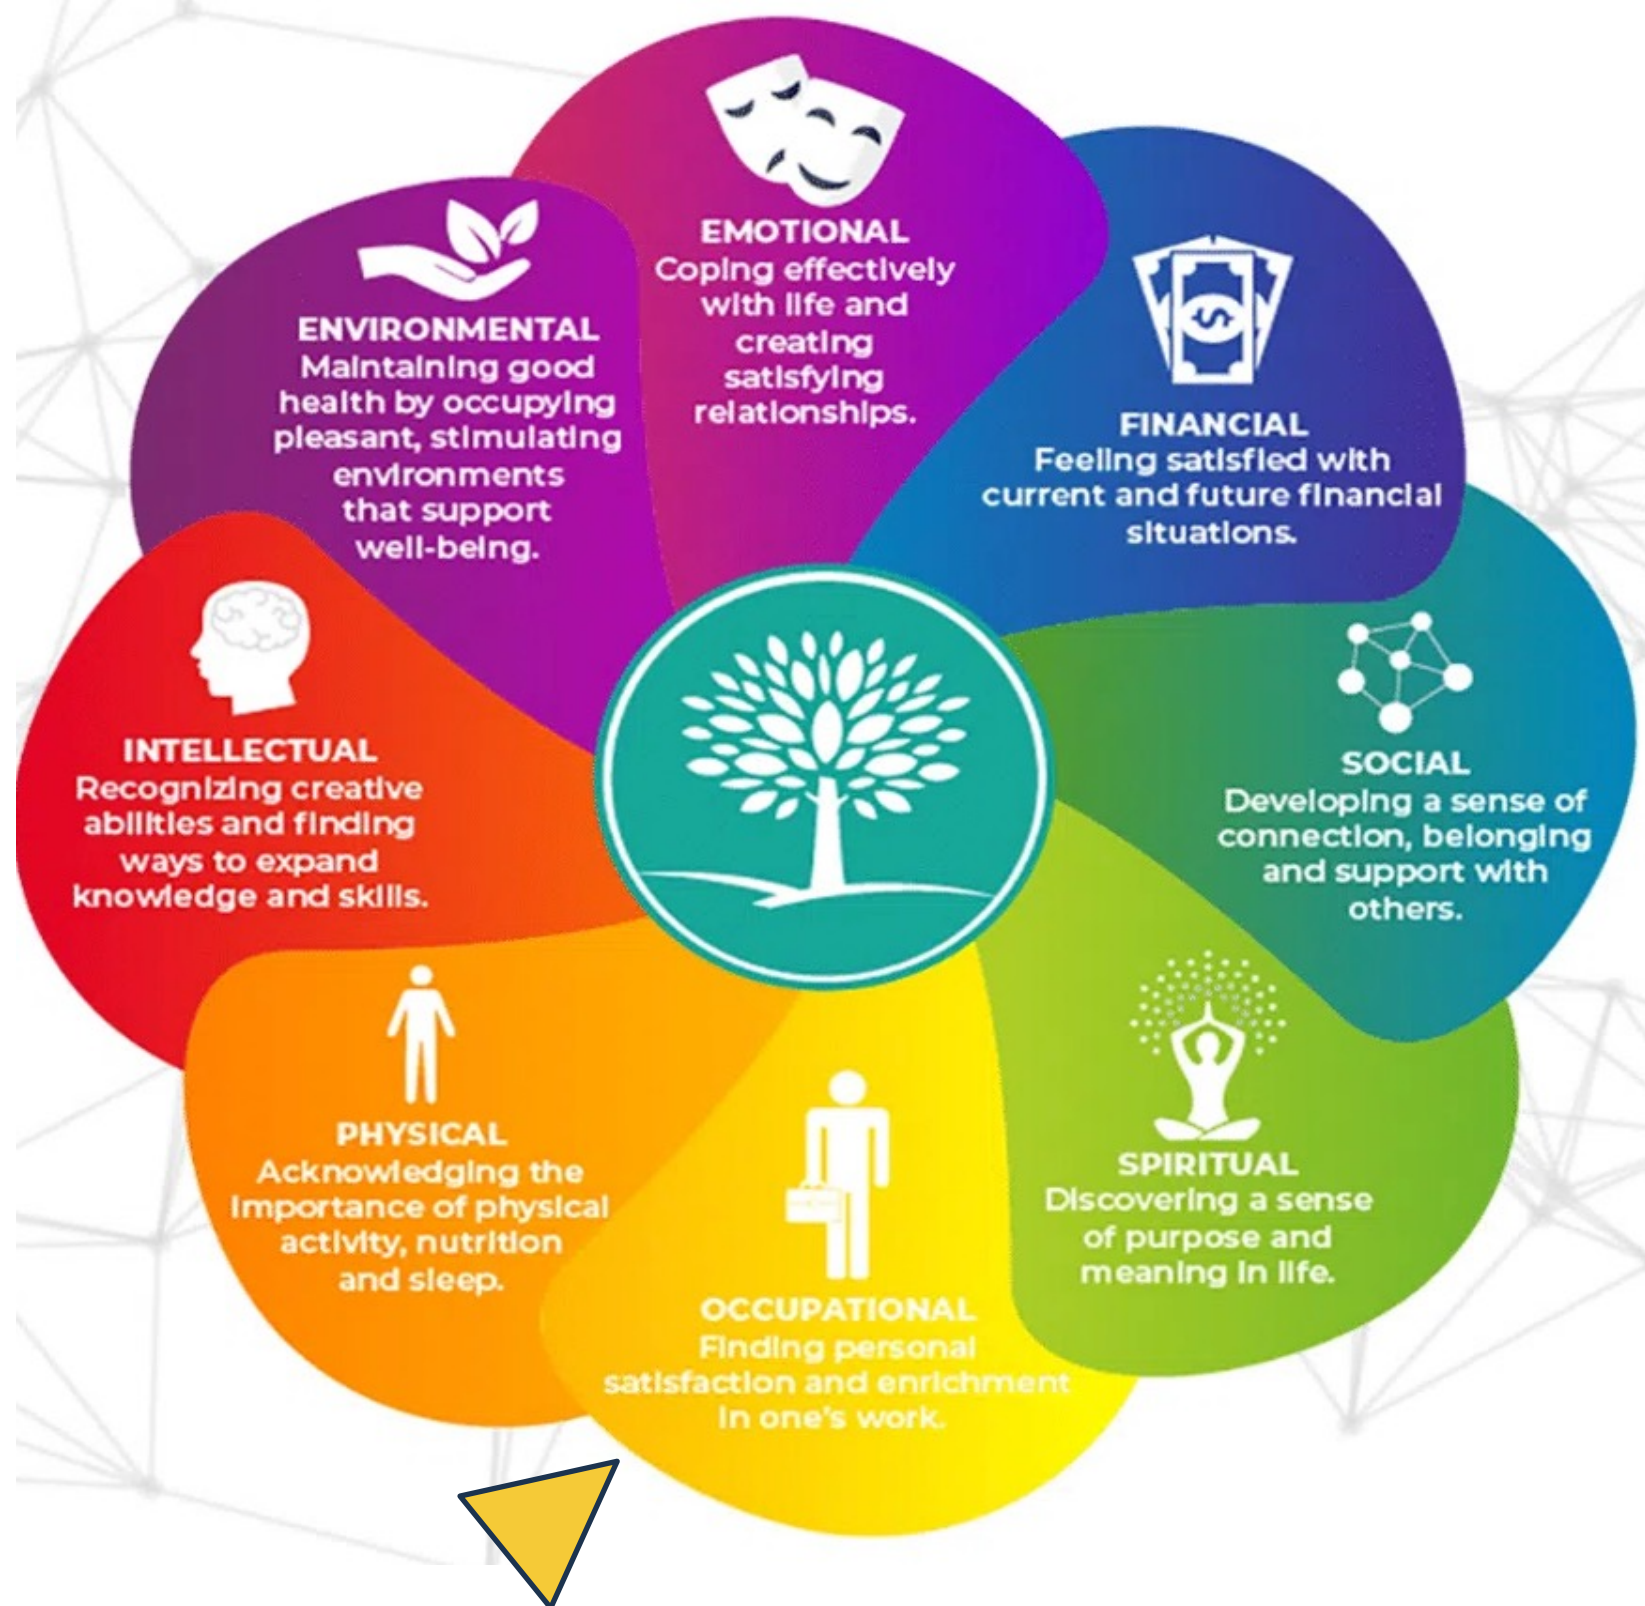 EMOTIONAL
Coping effectively
with life and
creating
satisfying
relationships.
FINANCIAL
Feeling satisfied with
current and future financial
situations.
SOCIAL
Developing a sense of
connection, belonging
and support with
others.
SPIRITUAL
Discovering a sense
of purpose and
meaning in life.
OCCUPATIONAL
Finding personal
satisfaction and enrichment
in one's work.
PHYSICAL
Acknowledging the
importance of physical
activity, nutrition
and sleep.
INTELLECTUAL
Recognizing creative
abilities and finding
ways to expand
knowledge and skills.
ENVIRONMENTAL
Maintaining good
health by occupying
pleasant, stimulating
environments
that support
well-being.